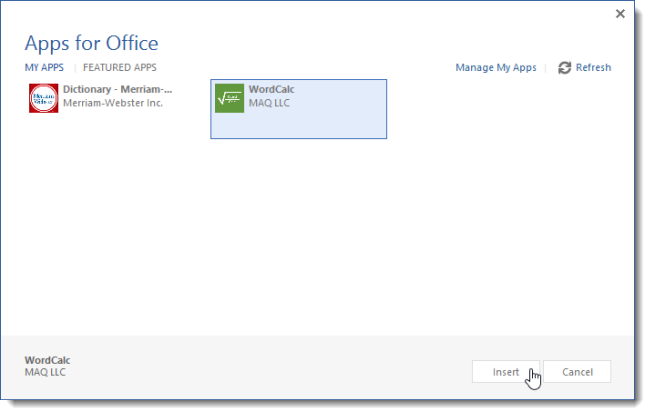 Apps for Office
MY APPS | FEATURED APPS
Manage My Apps | Refresh
Dictionary - Merriam-...
Merriam-Webster Inc.
WordCalc
MAQ LLC
WordCalc
MAQ LLC
Insert
Cancel